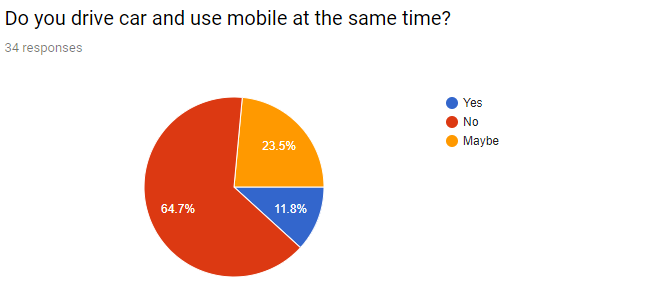 Do you drive car and use mobile at the same time?
34 responses
Yes
No
Maybe
23.5%
64.7%
11.8%